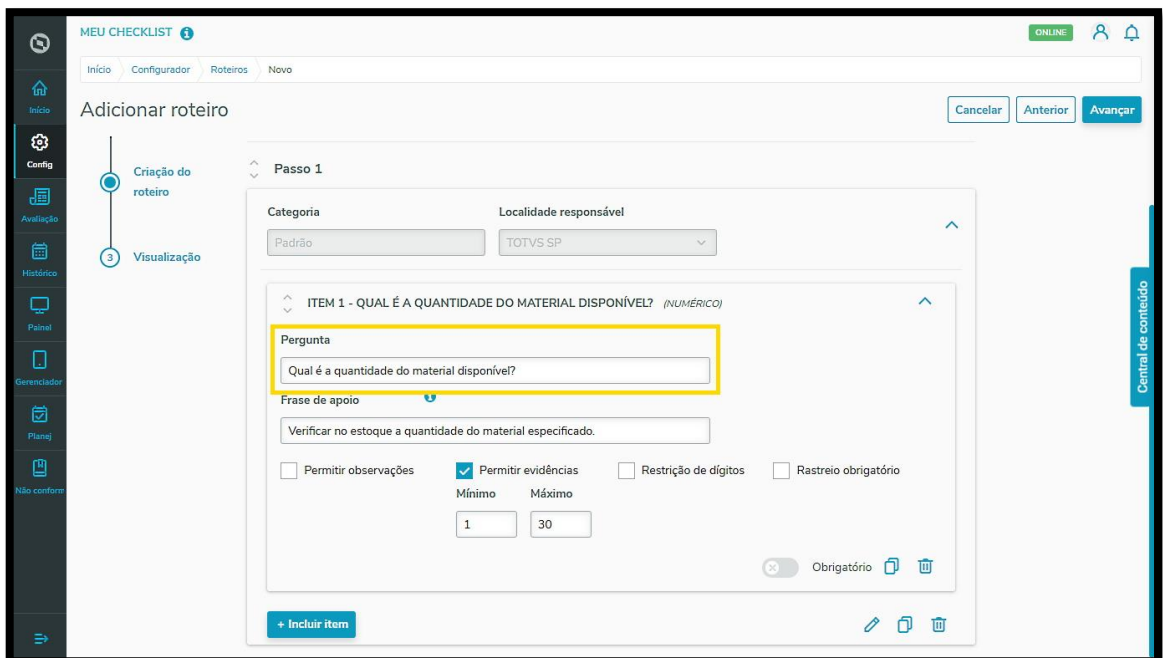 MEU CHECKLIST
ONLINE
Início Configurador Roteiros Novo
Adicionar roteiro
Cancelar Anterior Avançar
Início
Config
Avaliação
Histórico
Painel
Gerenciador
Planej
Não conform
Criação do
roteiro
3 Visualização
Passo 1
Categoria Localidade responsável
Padrão TOTVS SP
ITEM 1 - QUAL É A QUANTIDADE DO MATERIAL DISPONÍVEL? (NUMÉRICO)
Pergunta
Qual é a quantidade do material disponível?
Frase de apoio
Verificar no estoque a quantidade do material especificado.
Permitir observações Permitir evidências Restrição de dígitos Rastreio obrigatório
Mínimo Máximo
1 30
Obrigatório
+ Incluir item
Central de conteúdo